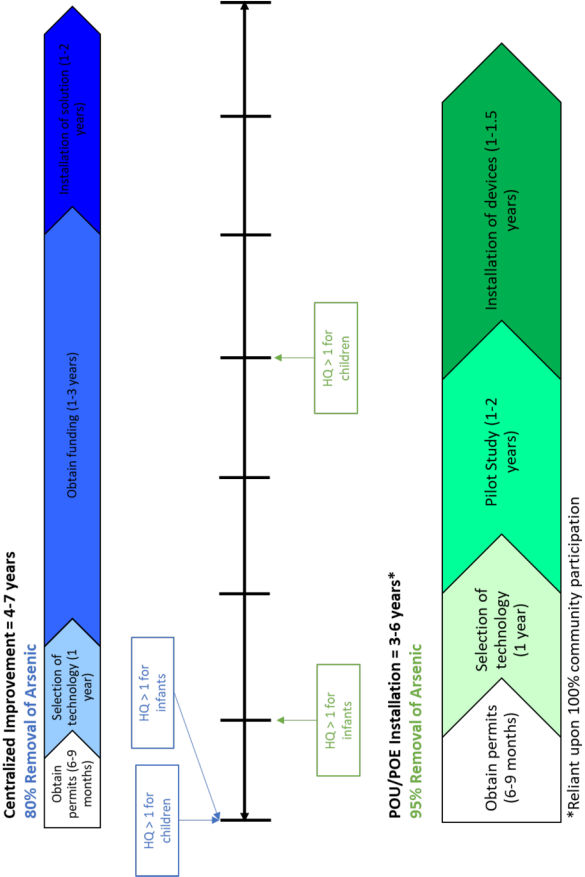 Centralized Improvement = 4-7 years
80% Removal of Arsenic
Obtain
permits (6-9
months)
Selection of
technology (1
year)
Obtain funding (1-3 years)
Installation of solution (1-2
years)
HQ > 1 for
children
HQ > 1 for
infants
HQ > 1 for
infants
HQ > 1 for
children
POU/POE Installation = 3-6 years*
95% Removal of Arsenic
Obtain permits
(6-9 months)
Selection of
technology
(1 year)
Pilot Study (1-2
years)
Installation of devices (1-1.5
years)
*Reliant upon 100% community participation